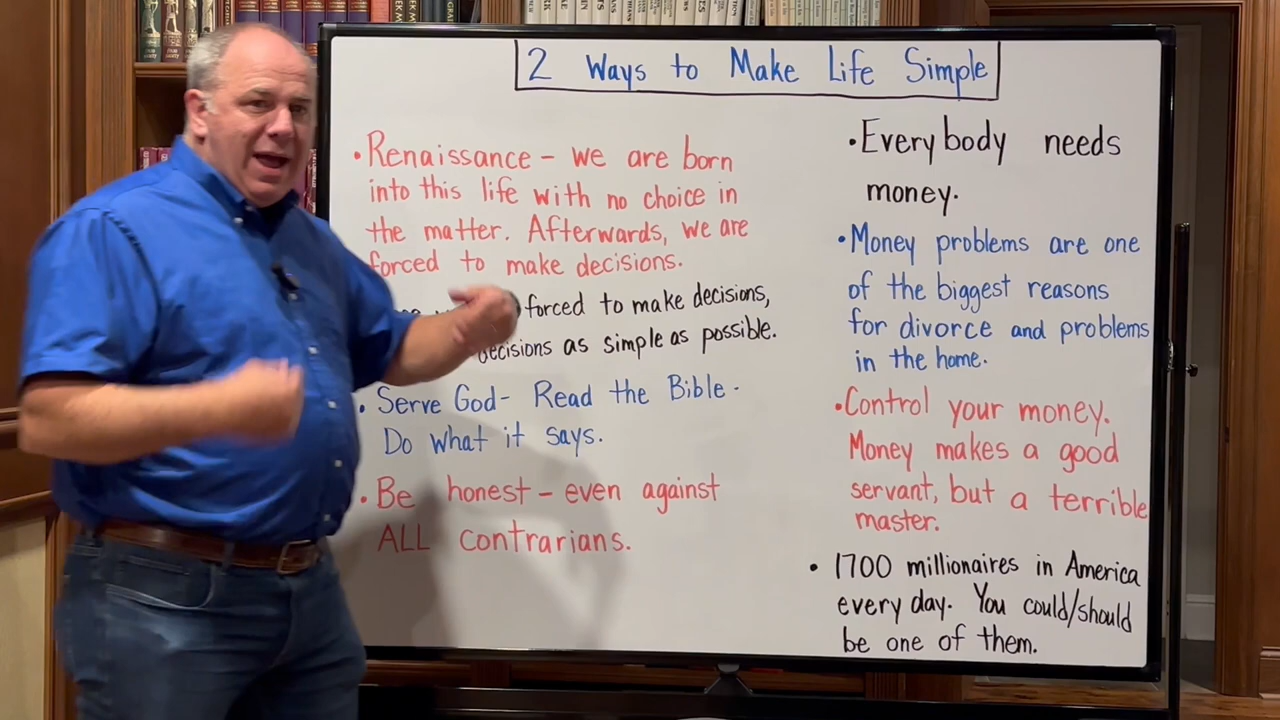 2 Ways to Make Life Simple
• Renaissance – we are born
into this life with no choice in
the matter. Afterwards, we are
forced to make decisions.
forced to make decisions,
decisions as simple as possible.
• Serve God– Read the Bible -
Do what it says.
• Be honest – even against
ALL contrarians.
• Everybody needs
money.
• Money problems are one
of the biggest reasons
for divorce and problems
in the home.
• Control your money.
Money makes a good
servant, but a terrible
master.
• 1700 millionaires in America
every day. You could/should
be one of them.